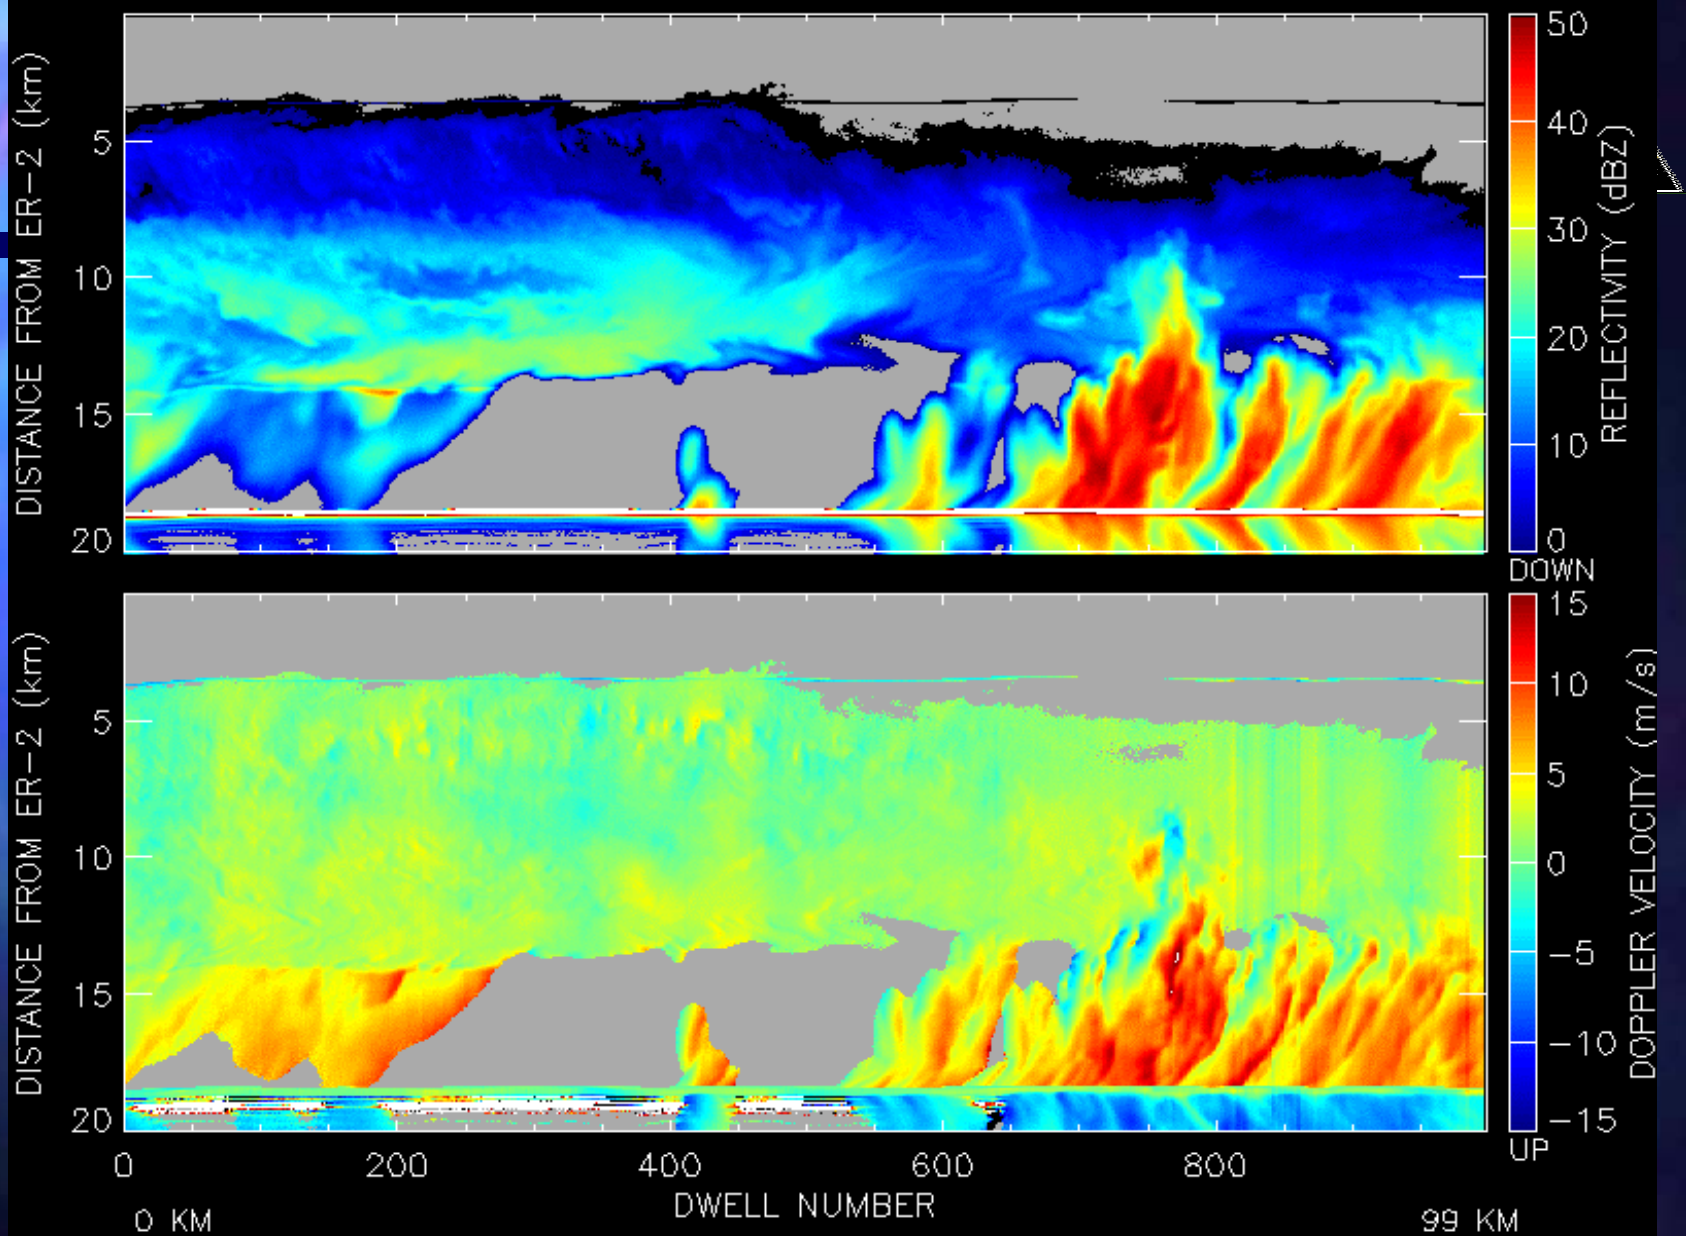 DISTANCE FROM ER-2 (km)
5
10
15
20
50
40
30
20
10
0
REFLECTIVITY (dBZ)
DOWN
DISTANCE FROM ER-2 (km)
5
10
15
20
15
10
5
0
-5
-10
-15
DOPPLER VELOCITY (m/s)
UP
0 200 400 600 800
DWELL NUMBER
0 KM 99 KM